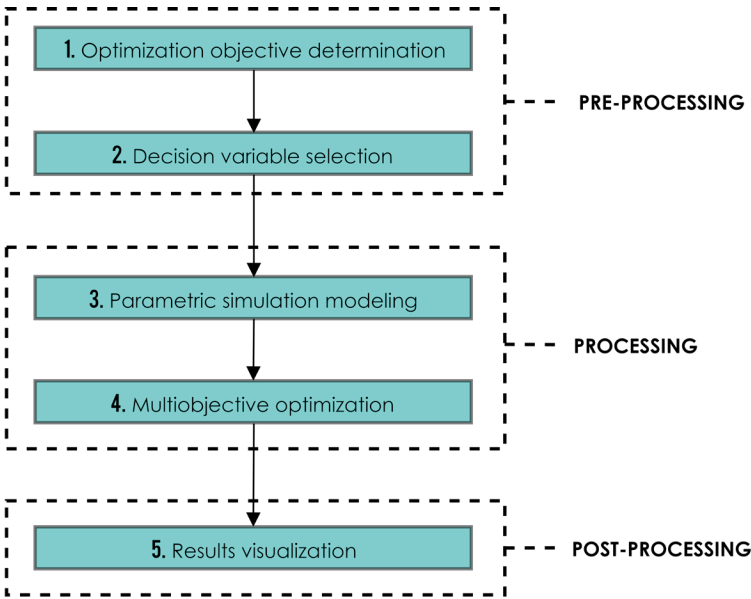 1. Optimization objective determination
PRE-PROCESSING
2. Decision variable selection
3. Parametric simulation modeling
PROCESSING
4. Multiobjective optimization
5. Results visualization
POST-PROCESSING